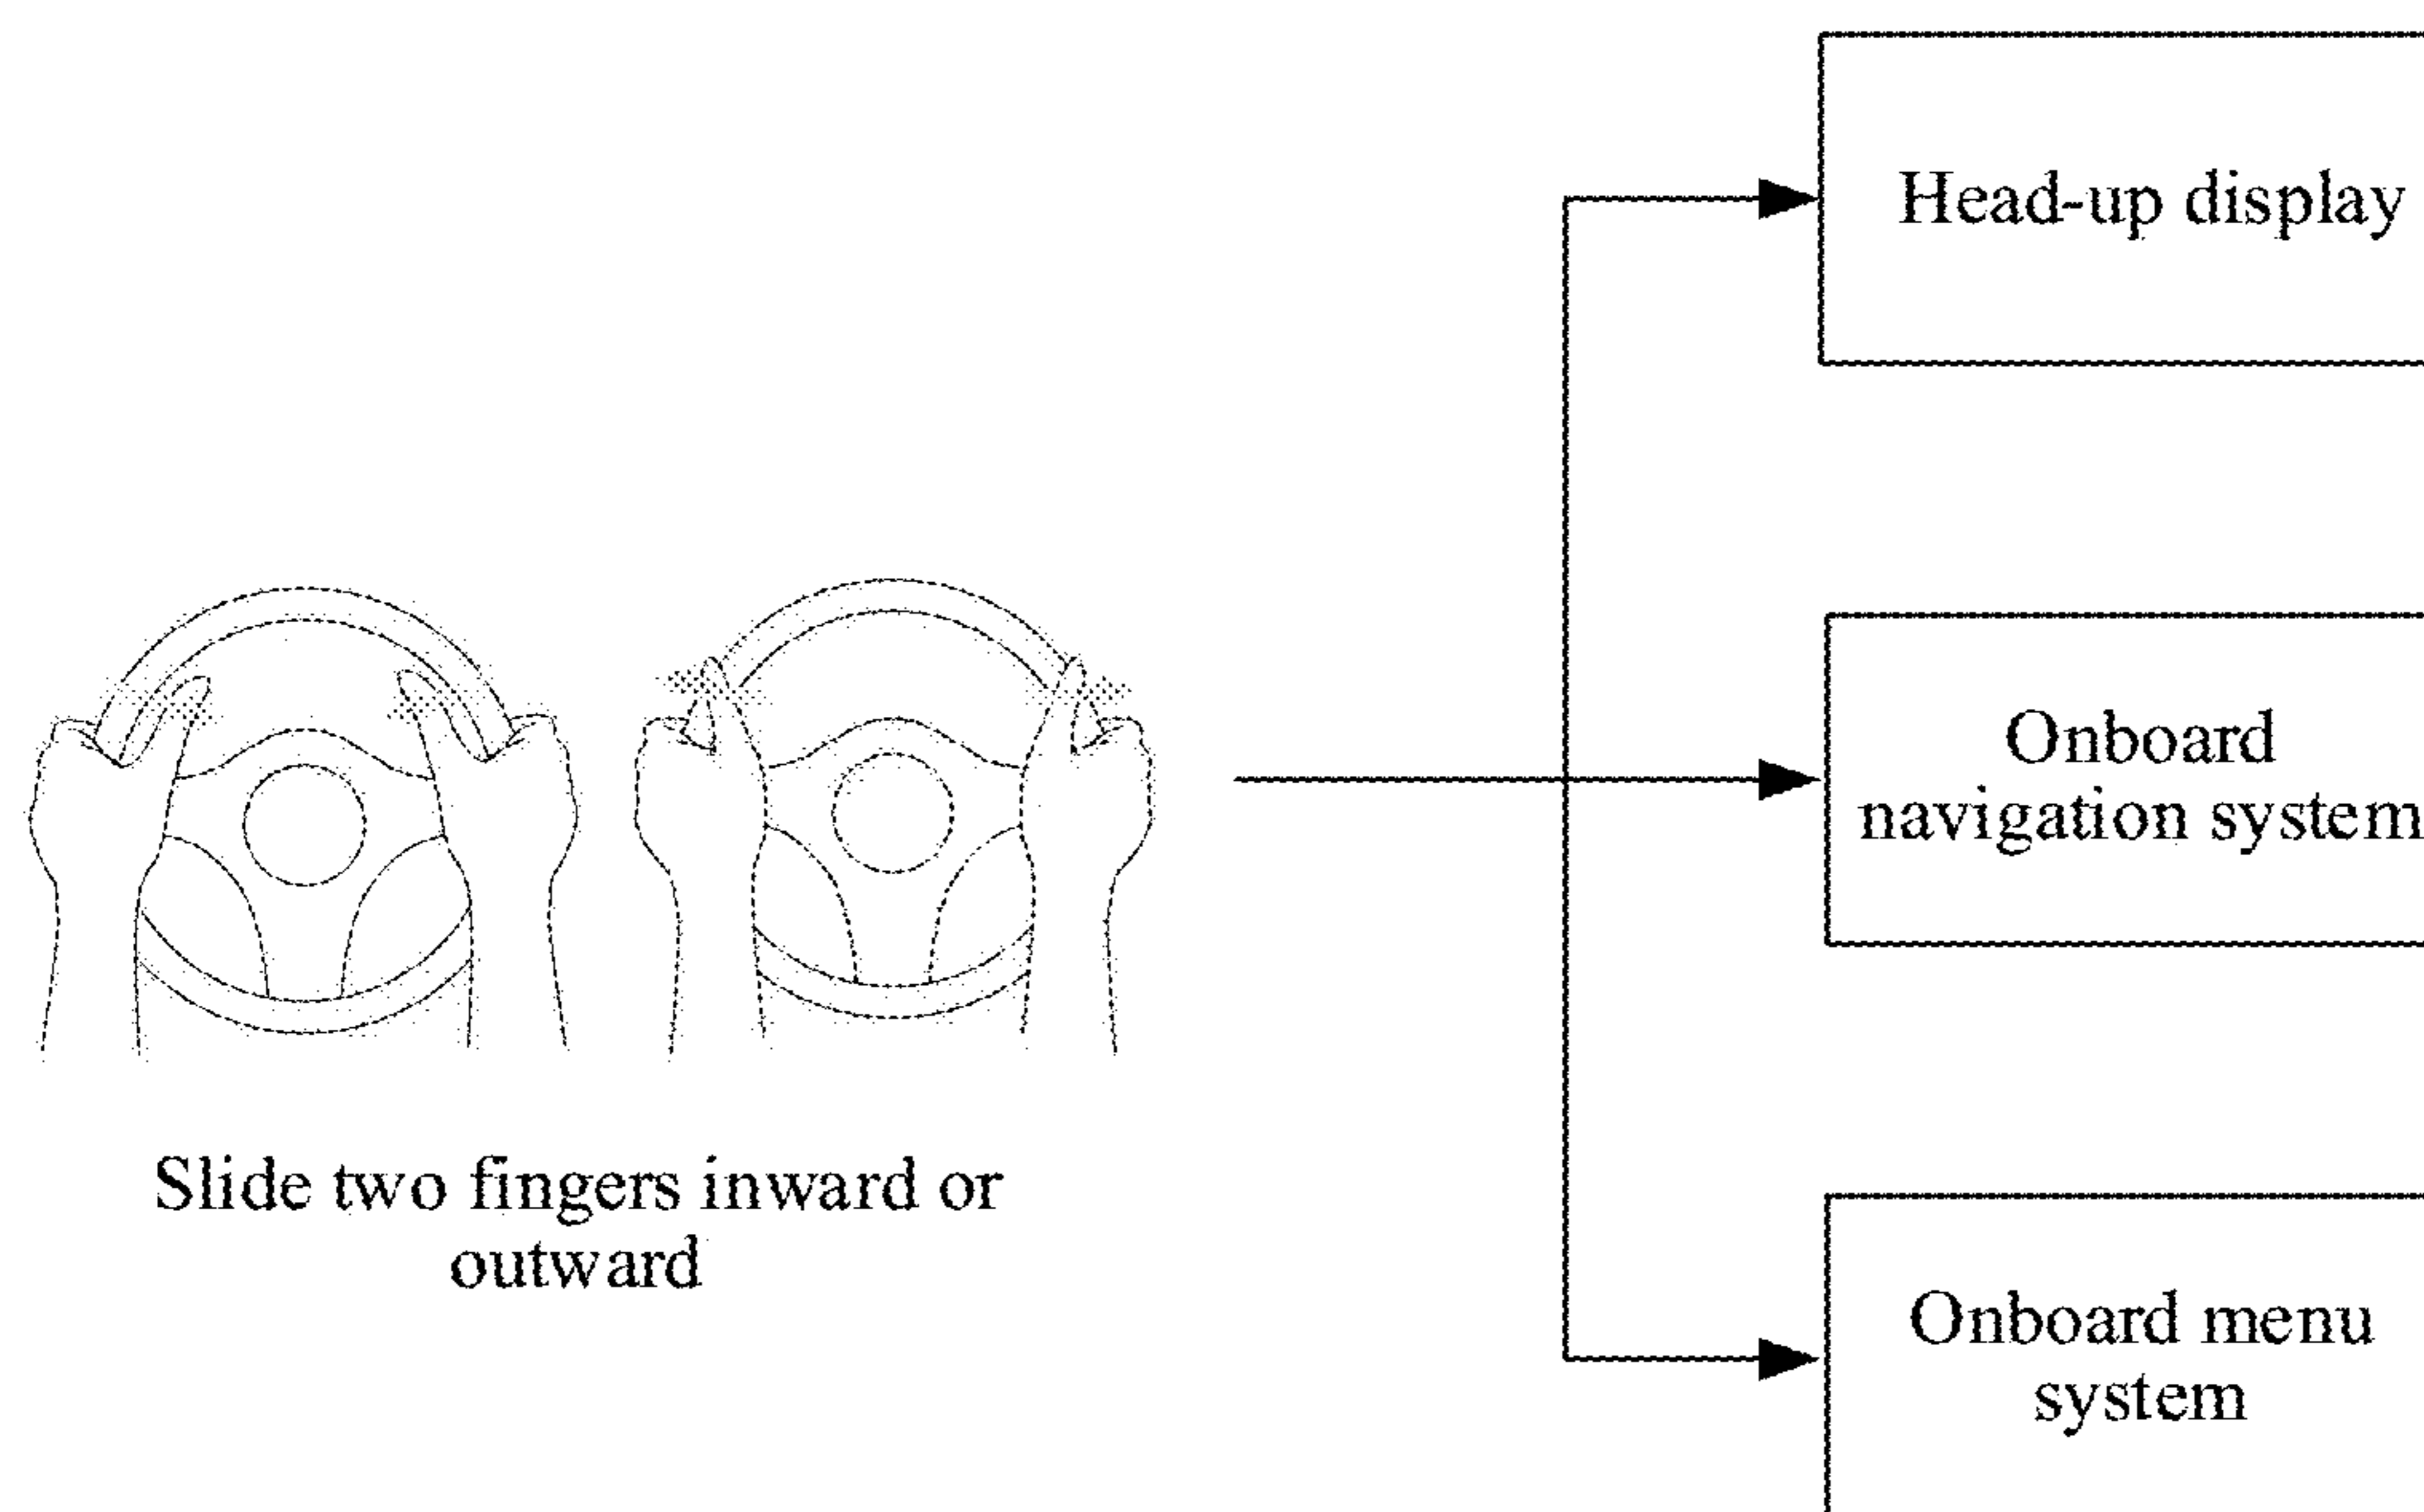 Head-up display
Onboard
navigation system
Slide two fingers inward or
outward
Onboard menu
system